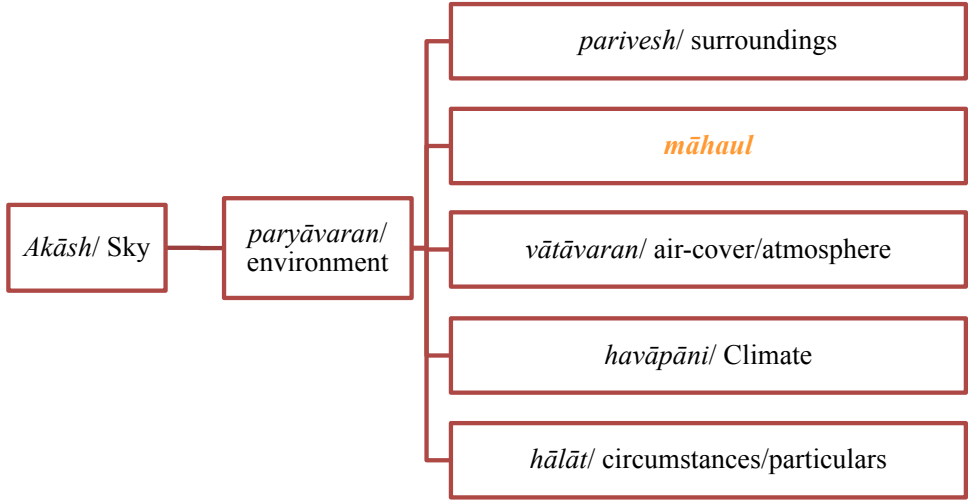 Akāsh/ Sky
paryāvaran/
environment
parivesh/ surroundings
māhaul
vātāvaran/ air-cover/atmosphere
havāpāni/ Climate
hālāt/ circumstances/particulars